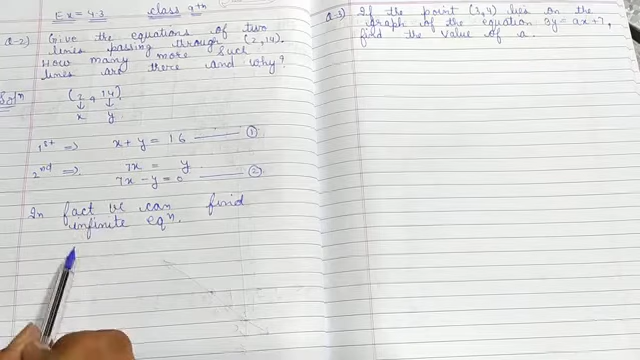 Ex = 4.3 class 9th
Q-2) Give the equations of two
lines passing through (2,14).
How many more such
lines are there and why?
Soln
(2, 14)
↓ ↓
x y
1st ⇒ x + y = 16 ——— ①
2nd ⇒ 7x = y
7x - y = 0 ——— ②
In fact we can find
infinite eqn.
Q-3) If the point (3,4) lies on the
graph of the equation 3y = ax+7,
find the value of a.